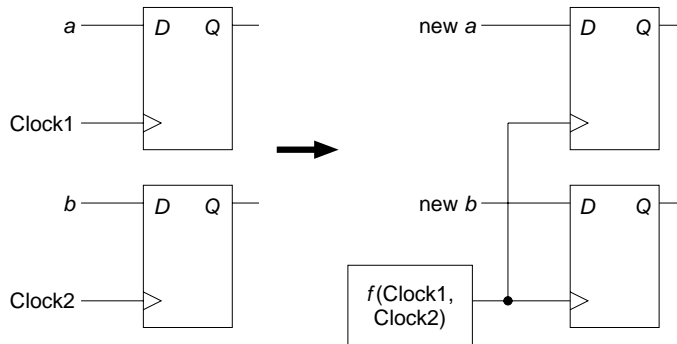 a
D Q
Clock1
b
D Q
Clock2
new a
D Q
new b
D Q
f(Clock1,
Clock2)